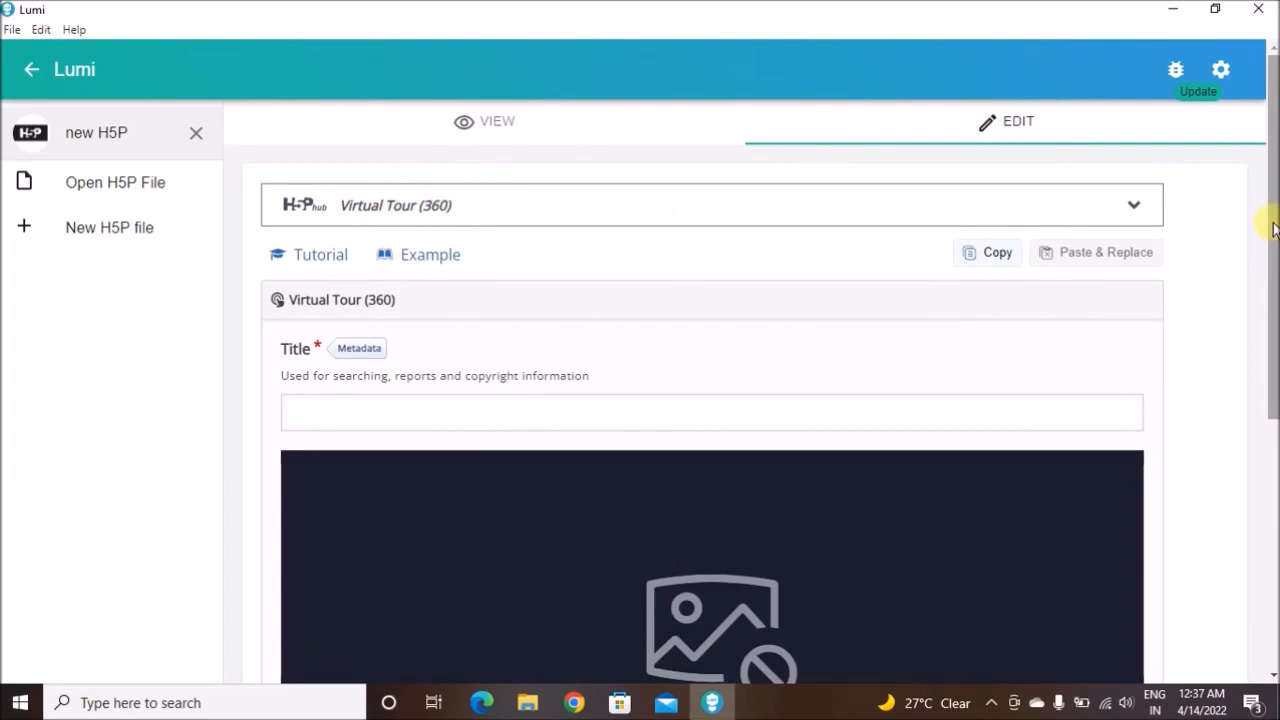 Lumi
File Edit Help
Lumi
Update
H5P new H5P
VIEW
EDIT
Open H5P File
New H5P file
H5P hub Virtual Tour (360)
Tutorial Example Copy Paste & Replace
Virtual Tour (360)
Title * Metadata
Used for searching, reports and copyright information
Type here to search
27°C Clear
ENG
IN
12:37 AM
4/14/2022
3